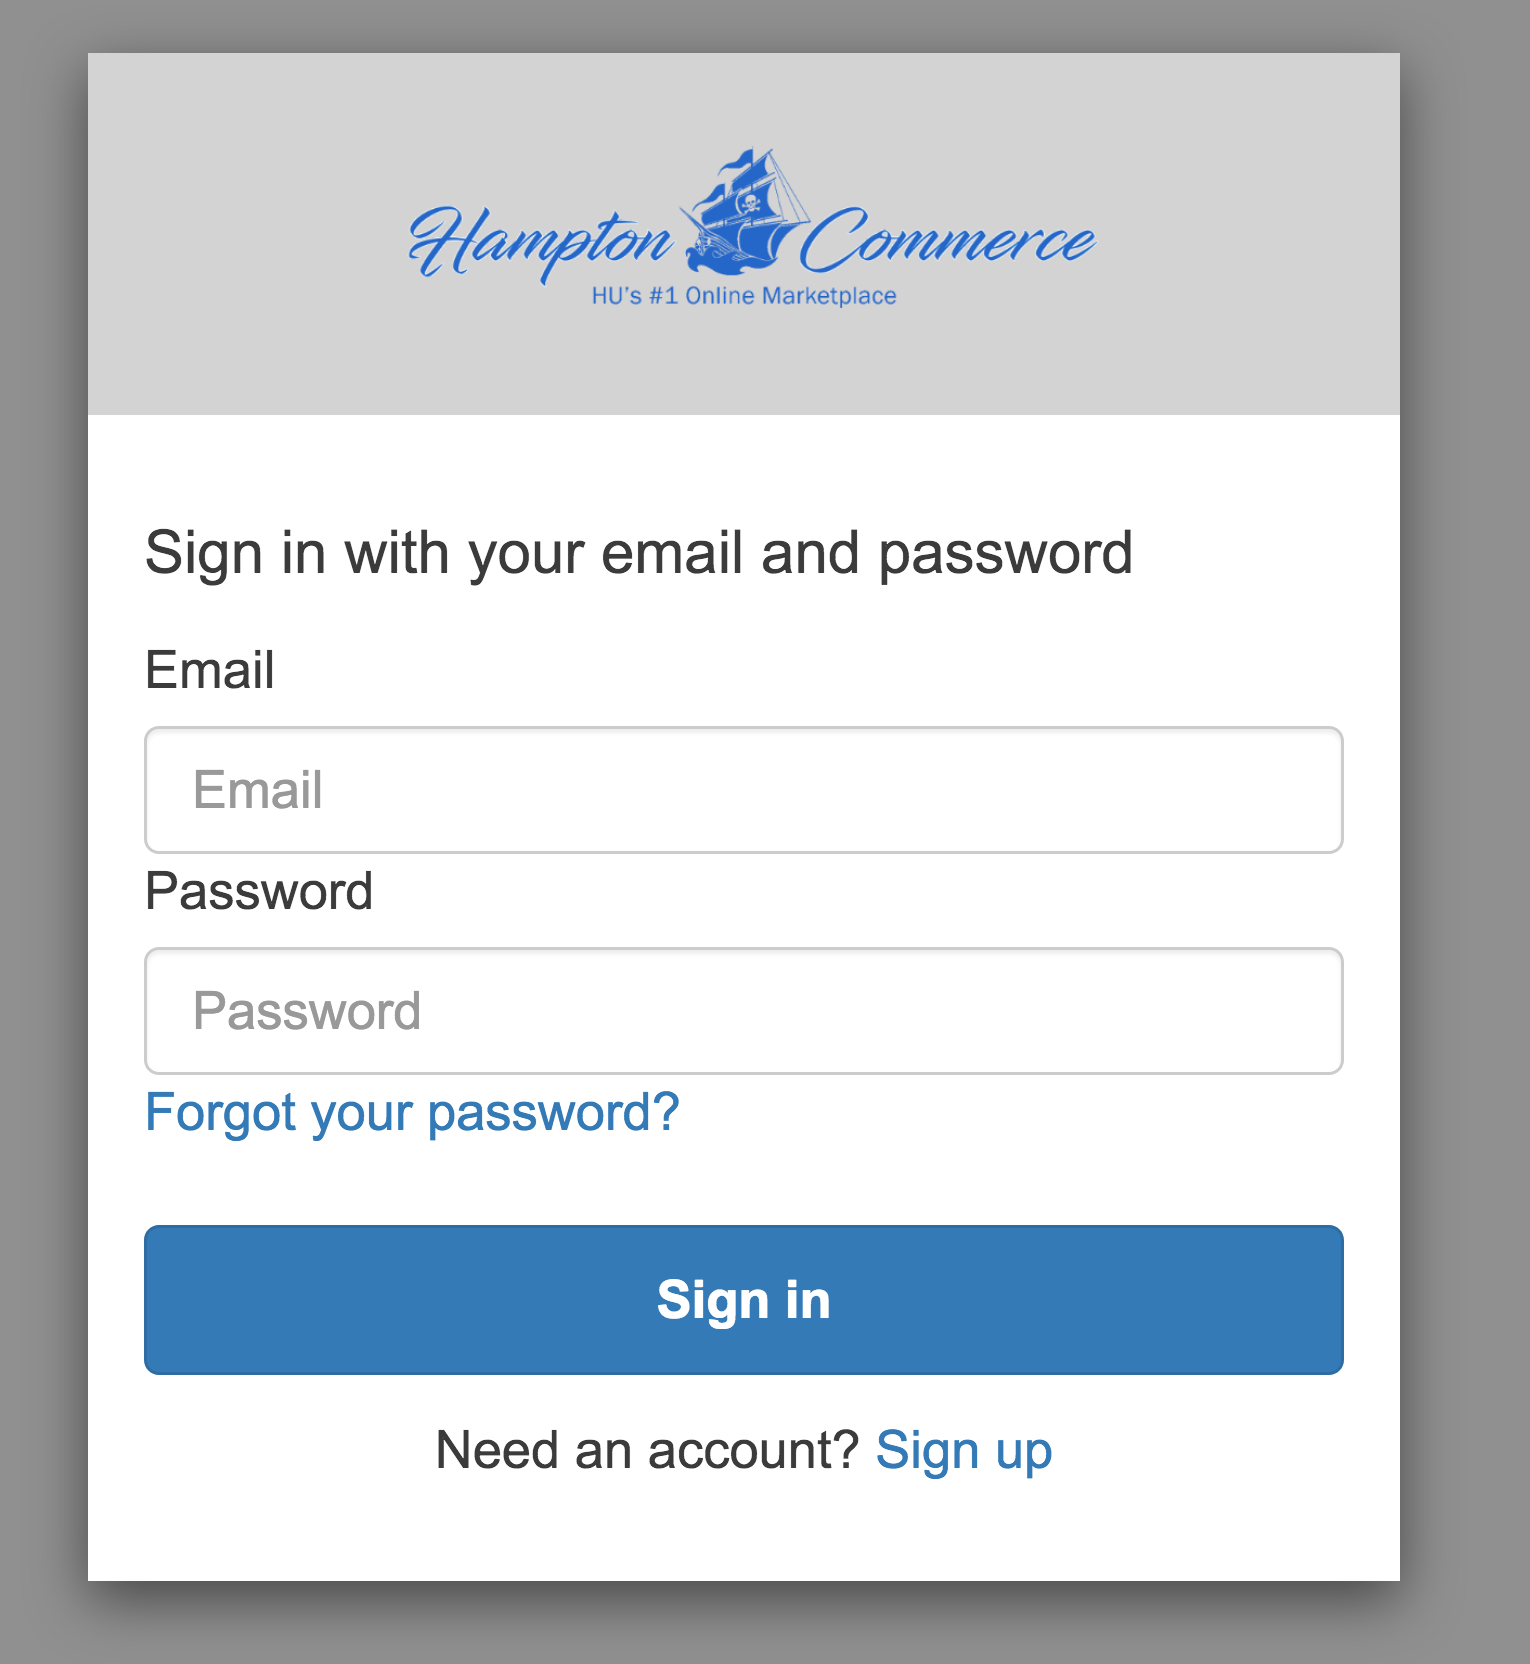 Hampton Commerce
HU's #1 Online Marketplace
Sign in with your email and password
Email
Email
Password
Password
Forgot your password?
Sign in
Need an account? Sign up